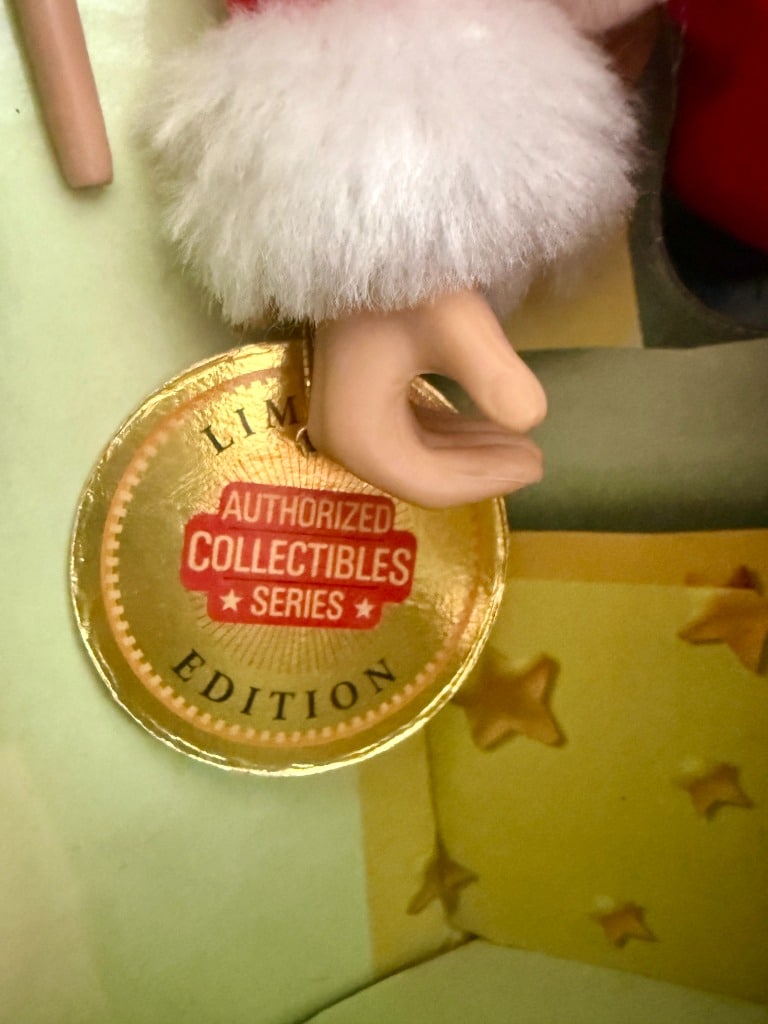 LIM
AUTHORIZED
COLLECTIBLES
SERIES
EDITION